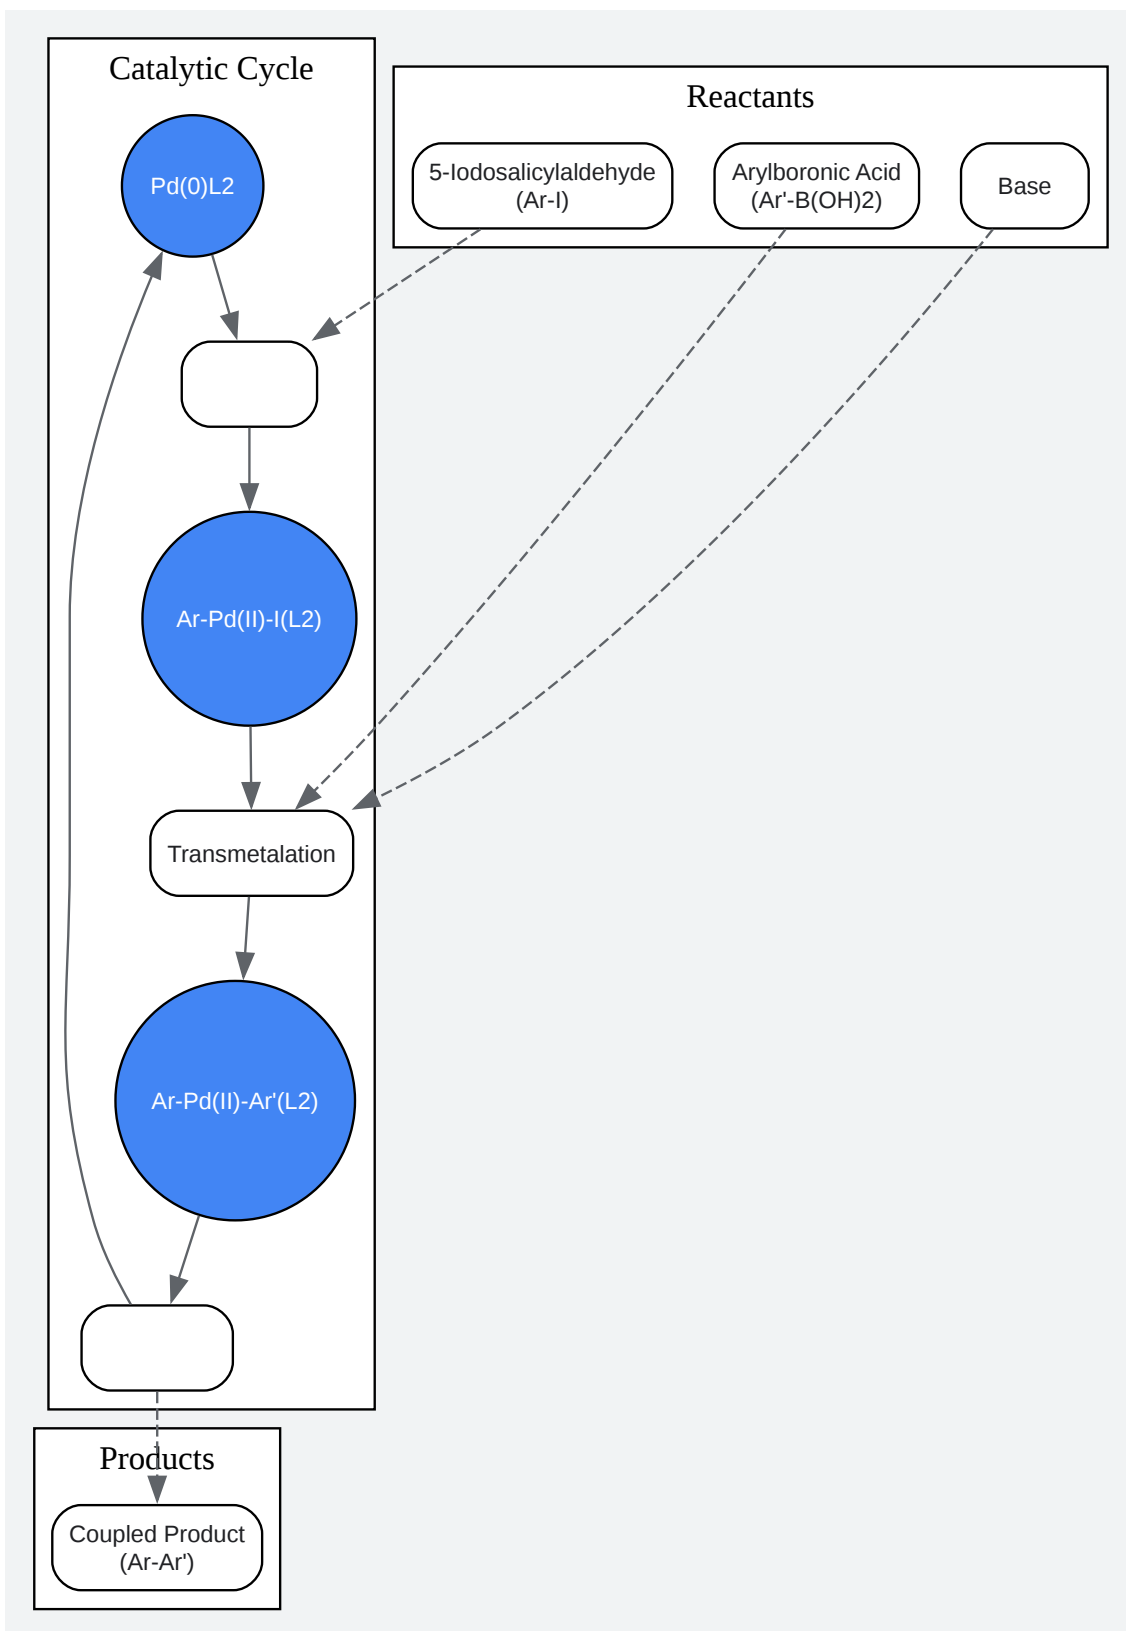 Catalytic Cycle
Reactants
Pd(0)L2
5-Iodosalicylaldehyde
(Ar-I)
Arylboronic Acid
(Ar'-B(OH)2)
Base
Ar-Pd(II)-I(L2)
Transmetalation
Ar-Pd(II)-Ar'(L2)
Products
Coupled Product
(Ar-Ar')